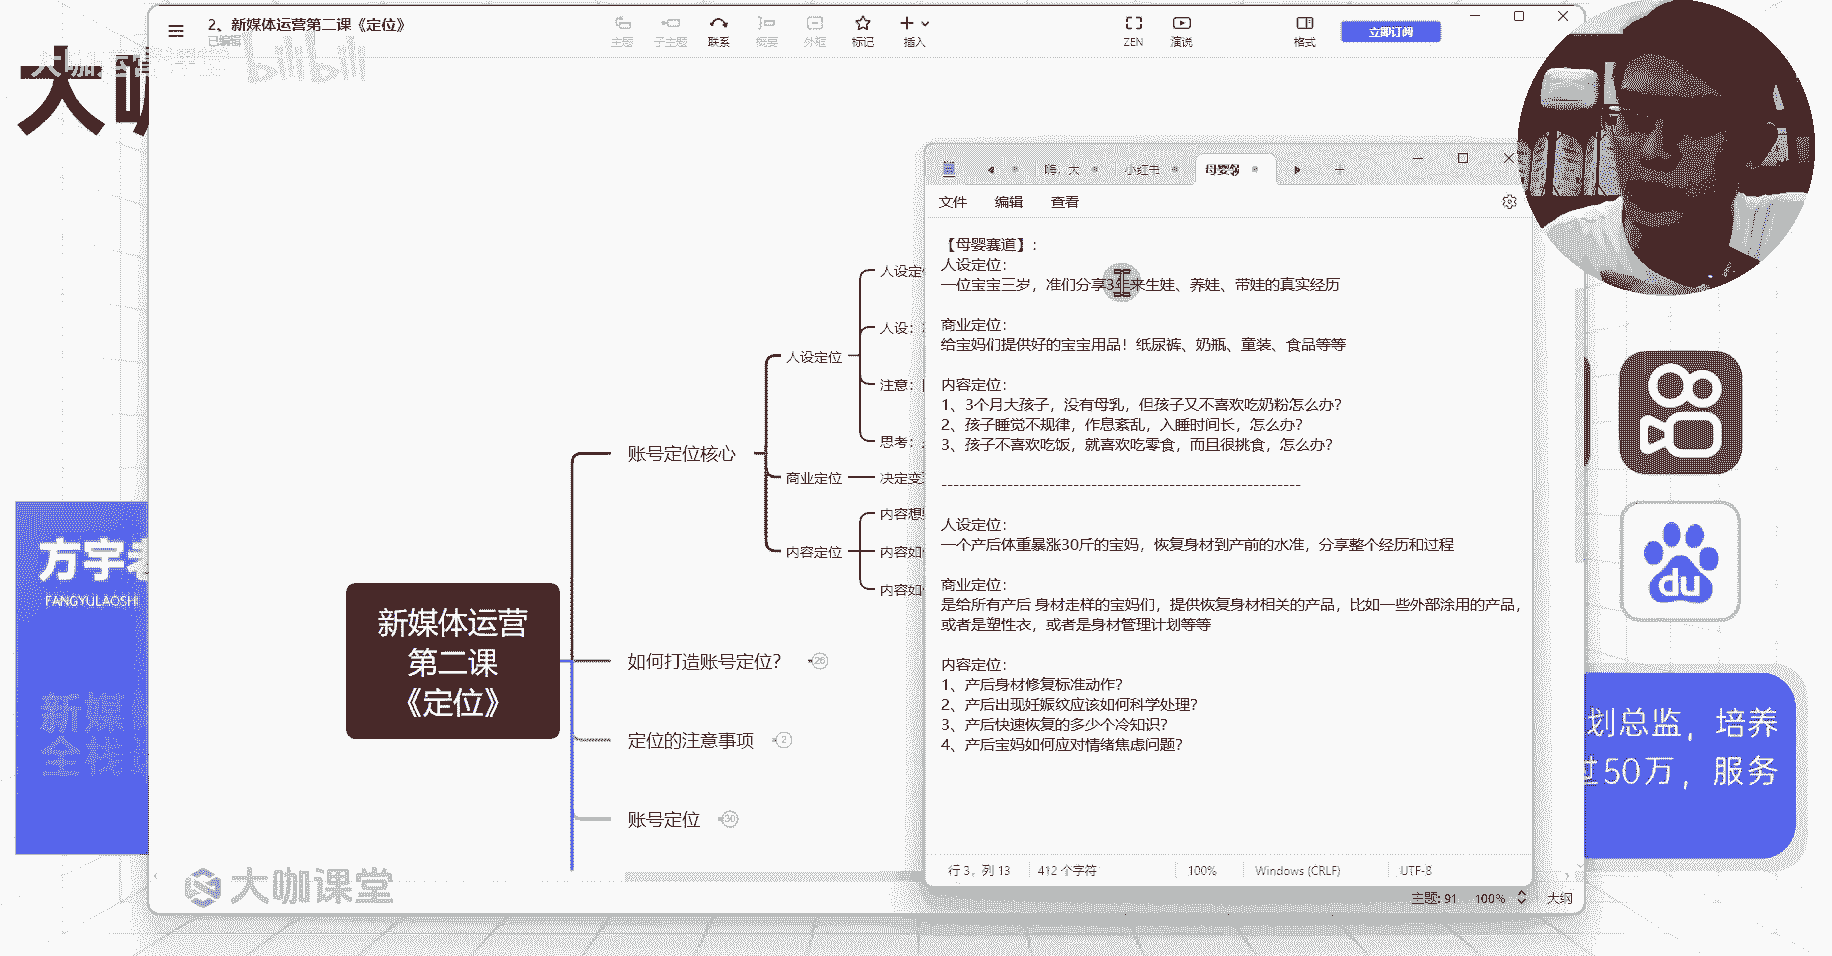 2、新媒体运营第二课《定位》
已编辑
主题
子主题
联系
概要
外框
标记
插入
ZEN
演说
格式
立即订阅
大咖运营课堂
bilibili
大咖
方宇老
FANGYULAOSHI
新媒体
全栈
新媒体运营
第二课
《定位》
账号定位核心
人设定位
人设定
人设：
注意：
思考：
商业定位
决定变
内容定位
内容想
内容如
内容如
如何打造账号定位？
26
定位的注意事项
2
账号定位
30
大咖课堂
嗨，大
小红书
母婴赛
文件
编辑
查看
【母婴赛道】：
人设定位：
一位宝宝三岁，准们分享3年来生娃、养娃、带娃的真实经历
商业定位：
给宝妈们提供好的宝宝用品！纸尿裤、奶瓶、童装、食品等等
内容定位：
1、3个月大孩子，没有母乳，但孩子又不喜欢吃奶粉怎么办？
2、孩子睡觉不规律，作息紊乱，入睡时间长，怎么办？
3、孩子不喜欢吃饭，就喜欢吃零食，而且很挑食，怎么办？
------------------------------------------------------------
人设定位：
一个产后体重暴涨30斤的宝妈，恢复身材到产前的水准，分享整个经历和过程
商业定位：
是给所有产后 身材走样的宝妈们，提供恢复身材相关的产品，比如一些外部涂用的产品，
或者是塑性衣，或者是身材管理计划等等
内容定位：
1、产后身材修复标准动作？
2、产后出现妊娠纹应该如何科学处理？
3、产后快速恢复的多少个冷知识？
4、产后宝妈如何应对情绪焦虑问题？
行 3，列 13
412 个字符
100%
Windows (CRLF)
UTF-8
主题: 91
100%
大纲
du
划总监，培养
过50万，服务